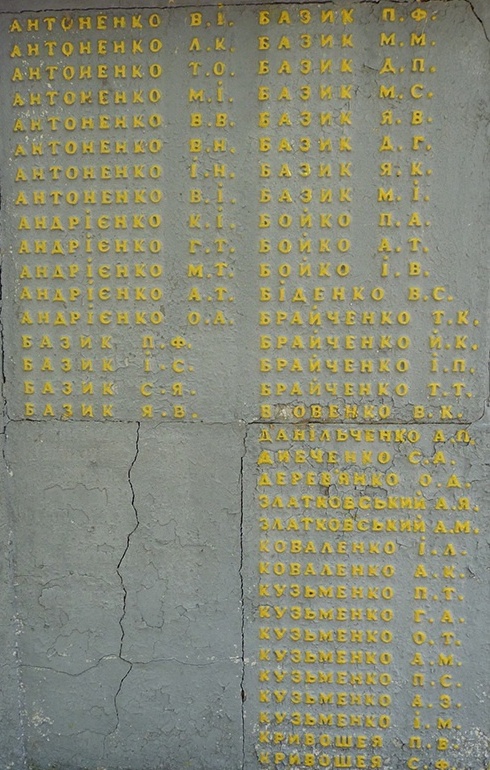 АНТОНЕНКО В.І.
АНТОНЕНКО Л.К.
АНТОНЕНКО Т.О.
АНТОНЕНКО М.І.
АНТОНЕНКО В.В.
АНТОНЕНКО В.Н.
АНТОНЕНКО І.Н.
АНТОНЕНКО В.І.
АНДРІЄНКО К.І.
АНДРІЄНКО Г.Т.
АНДРІЄНКО М.Т.
АНДРІЄНКО А.Т.
АНДРІЄНКО О.А.
БАЗИК П.Ф.
БАЗИК І.С.
БАЗИК С.Я.
БАЗИК Я.В.
БАЗИК П.Ф.
БАЗИК М.М.
БАЗИК Д.П.
БАЗИК М.С.
БАЗИК Я.В.
БАЗИК Д.Г.
БАЗИК Я.К.
БАЗИК М.І.
БОЙКО П.А.
БОЙКО А.Т.
БОЙКО І.В.
БІДЕНКО В.С.
БРАЙЧЕНКО Т.К.
БРАЙЧЕНКО Й.К.
БРАЙЧЕНКО І.П.
БРАЙЧЕНКО Т.Т.
ВДОВЕНКО В.К.
ДАНІЛЬЧЕНКО А.П.
ДИБЧЕНКО С.А.
ДЕРЕВЯНКО О.Д.
ЗЛАТКОВСЬКИЙ А.Я.
ЗЛАТКОВСЬКИЙ А.М.
КОВАЛЕНКО І.Л.
КОВАЛЕНКО А.К.
КУЗЬМЕНКО П.Т.
КУЗЬМЕНКО Г.А.
КУЗЬМЕНКО О.Т.
КУЗЬМЕНКО А.М.
КУЗЬМЕНКО П.С.
КУЗЬМЕНКО А.З.
КУЗЬМЕНКО І.М.
КРИВОШЕЯ П.В.
КРИВОШЕЯ С.Ф.